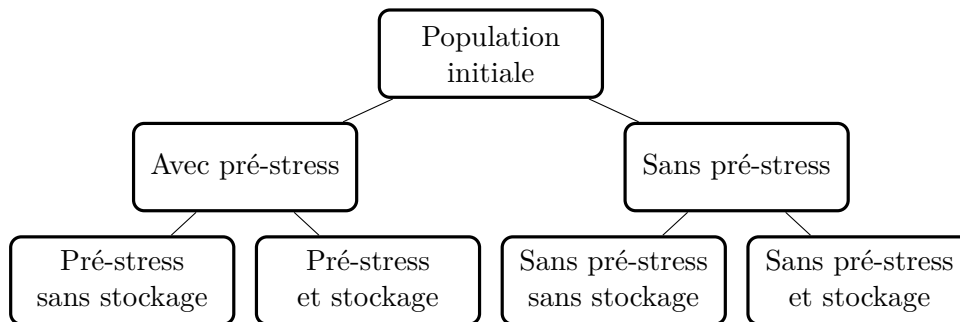 Population
initiale
Avec pré-stress
Sans pré-stress
Pré-stress
sans stockage
Pré-stress
et stockage
Sans pré-stress
sans stockage
Sans pré-stress
et stockage